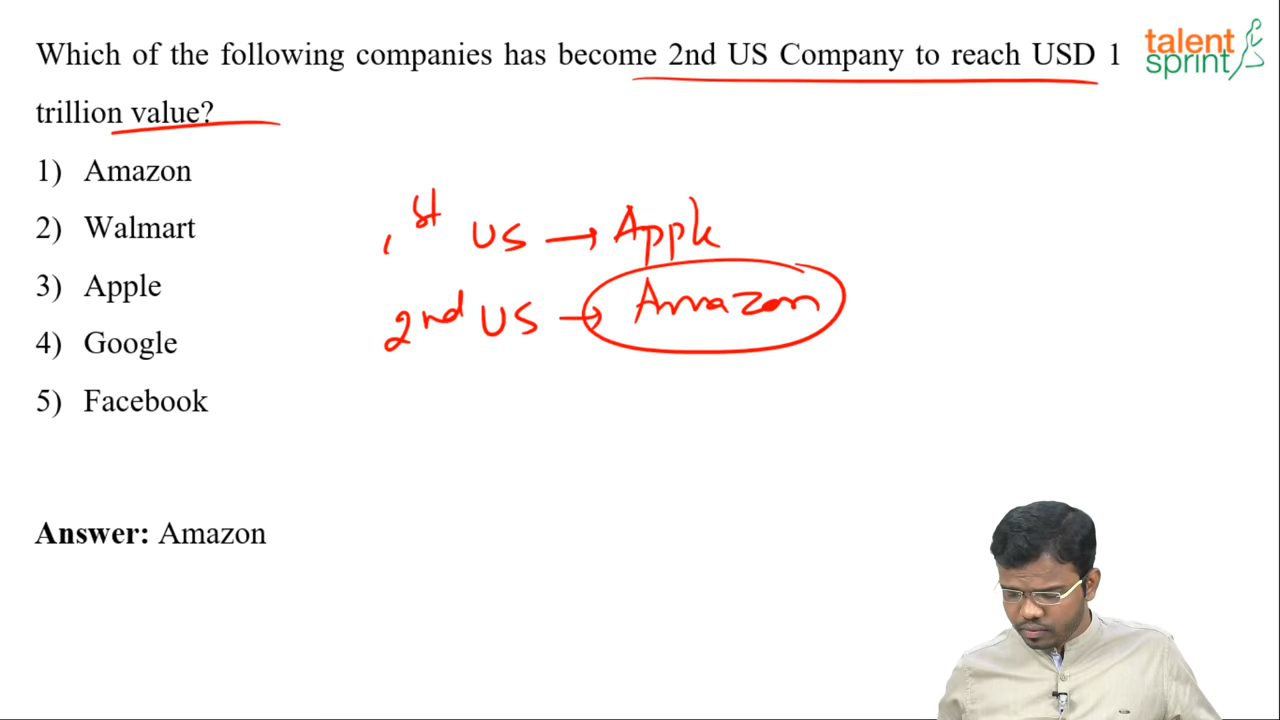 Which of the following companies has become 2nd US Company to reach USD 1
trillion value?
talent
sprint
1) Amazon
2) Walmart
3) Apple
4) Google
5) Facebook
1st US → Apple
2nd US → Amazon
Answer: Amazon